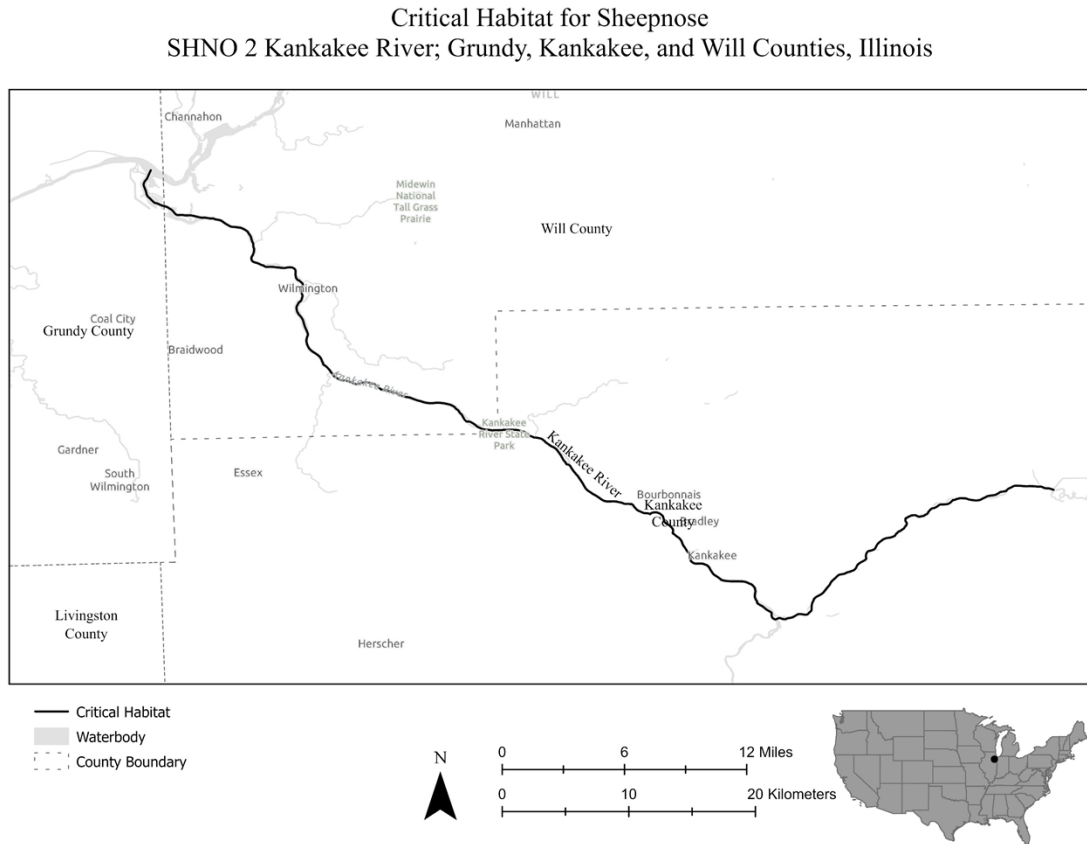 Critical Habitat for Sheepnose
SHNO 2 Kankakee River; Grundy, Kankakee, and Will Counties, Illinois
WILL
Channahon
Manhattan
Midewin
National
Tall Grass
Prairie
Will County
Wilmington
Coal City
Grundy County
Braidwood
Kankakee River
Kankakee
River State
Park
Kankakee River
Gardner
South
Wilmington
Essex
Bourbonnais
Kankakee
County
Bradley
Kankakee
Livingston
County
Herscher
Critical Habitat
Waterbody
County Boundary
N
0 6 12 Miles
0 10 20 Kilometers